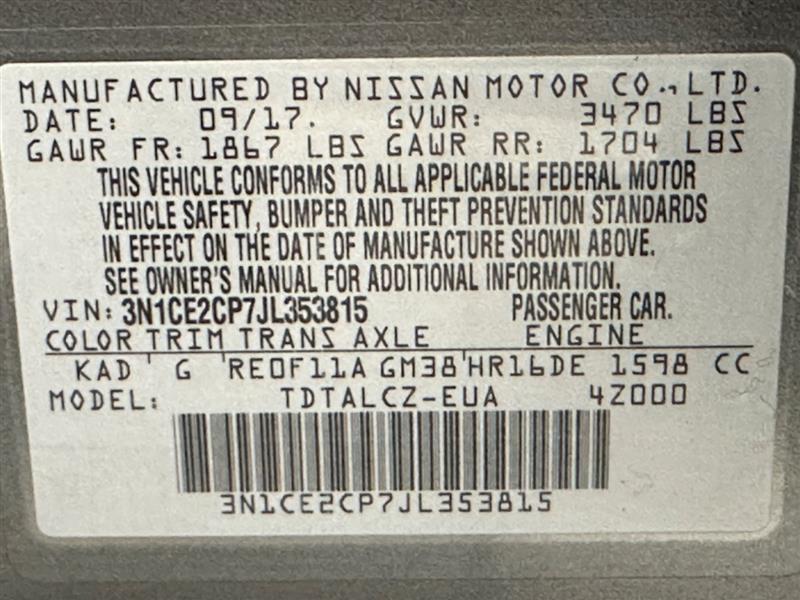 MANUFACTURED BY NISSAN MOTOR CO., LTD.
DATE: 09/17. GVWR: 3470 LBS
GAWR FR: 1867 LBS GAWR RR: 1704 LBS
THIS VEHICLE CONFORMS TO ALL APPLICABLE FEDERAL MOTOR
VEHICLE SAFETY, BUMPER AND THEFT PREVENTION STANDARDS
IN EFFECT ON THE DATE OF MANUFACTURE SHOWN ABOVE.
SEE OWNER'S MANUAL FOR ADDITIONAL INFORMATION.
VIN: 3N1CE2CP7JL353815 PASSENGER CAR.
COLOR TRIM TRANS AXLE ENGINE
KAD G RE0F11A GM38 HR16DE 1598 CC
MODEL: TDTALCZ-EUA 4Z000
3N1CE2CP7JL353815